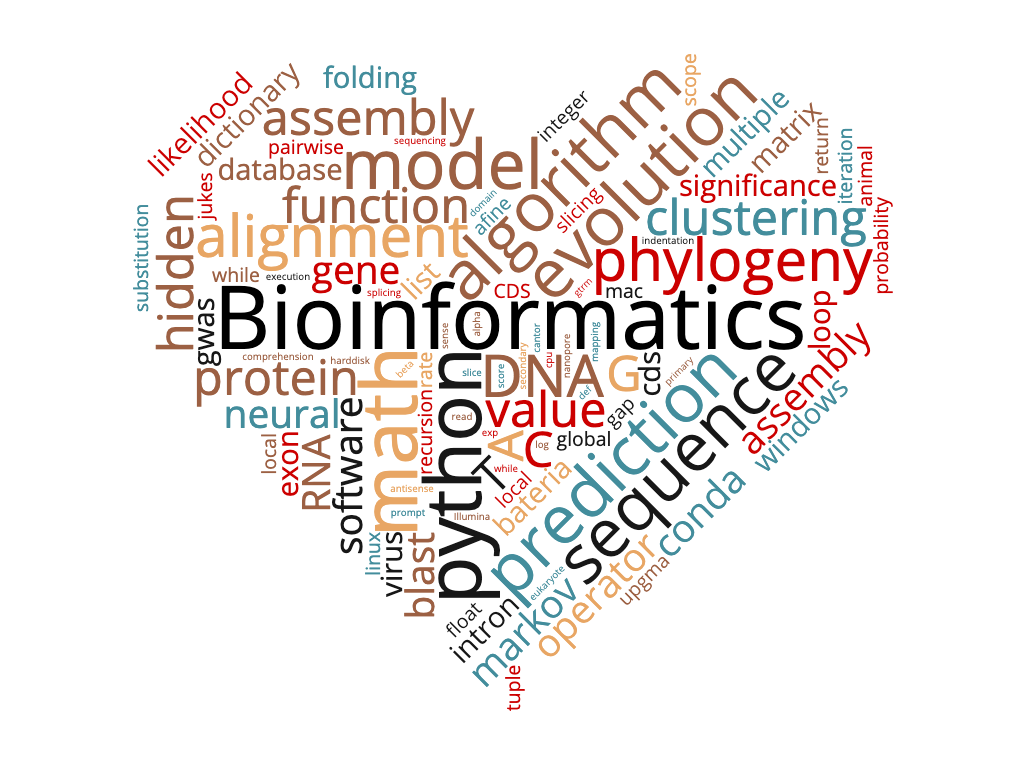 folding
scope
likelihood
dictionary
assembly
integer
algorithm
evolution
multiple
matrix
return
iteration
animal
pairwise
sequencing
database
model
jukes
function
domain
afine
slicing
significance
clustering
probability
substitution
hidden
alignment
indentation
phylogeny
while
execution
gene
splicing
list
CDS
gtrm
mac
loop
gwas
Bioinformatics
sense
alpha
cantor
cpu
nanopore
mapping
comprehension
harddisk
protein
math
beta
rate
python
slice
score
secondary
DNA
def
G
cds
primary
prediction
sequence
assembly
windows
neural
software
recursion
read
value
gap
exp
A
C
log
global
local
exon
RNA
T
while
local
bateria
antisense
prompt
Illumina
conda
linux
virus
blast
eukaryote
operator
upgma
float
intron
markov
tuple